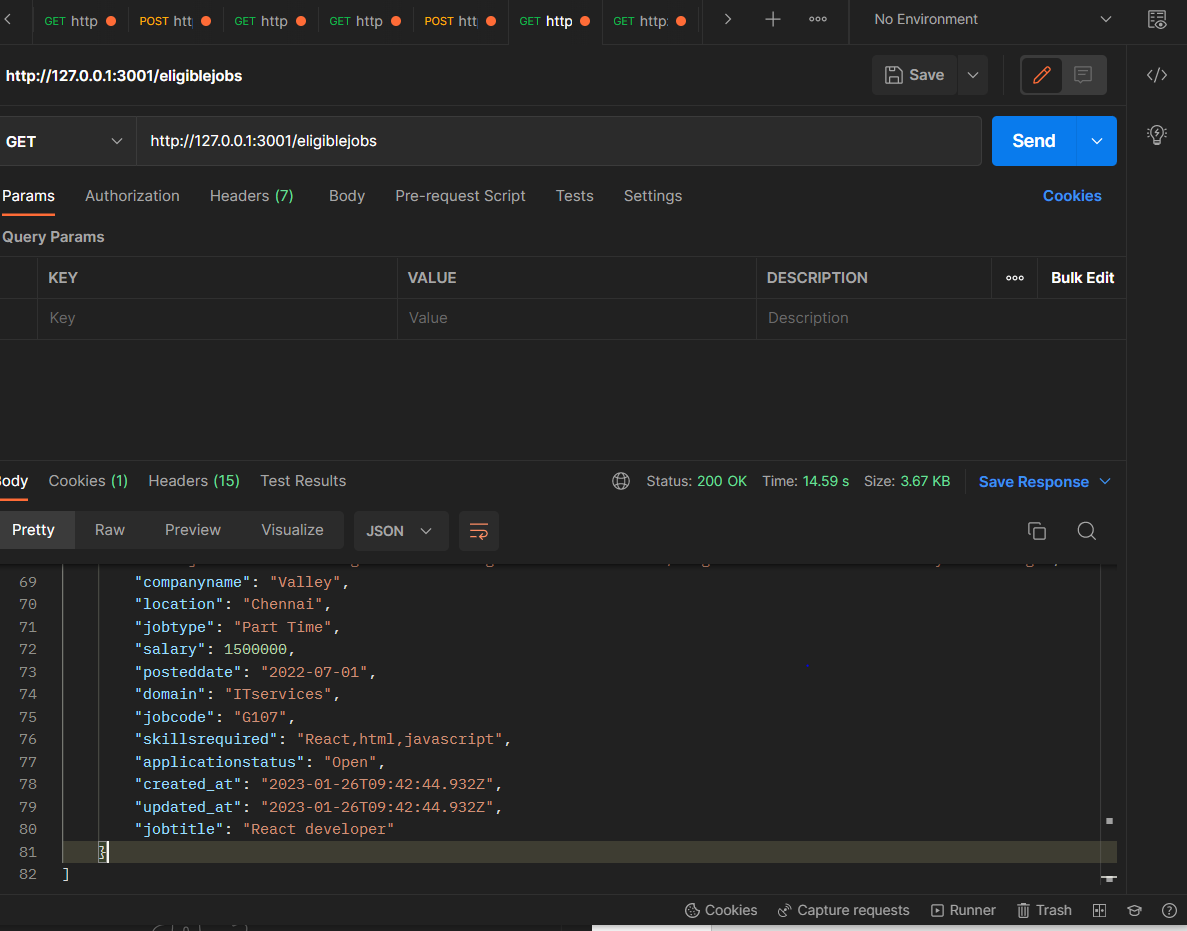 GET http POST htt GET http GET http POST htt GET http GET http: No Environment
http://127.0.0.1:3001/eligiblejobs Save
GET http://127.0.0.1:3001/eligiblejobs Send
Params Authorization Headers (7) Body Pre-request Script Tests Settings Cookies
Query Params
KEY VALUE DESCRIPTION Bulk Edit
Key Value Description
ody Cookies (1) Headers (15) Test Results Status: 200 OK Time: 14.59 s Size: 3.67 KB Save Response
Pretty Raw Preview Visualize JSON
69 "companyname": "Valley",
70 "location": "Chennai",
71 "jobtype": "Part Time",
72 "salary": 1500000,
73 "posteddate": "2022-07-01",
74 "domain": "ITservices",
75 "jobcode": "G107",
76 "skillsrequired": "React,html,javascript",
77 "applicationstatus": "Open",
78 "created_at": "2023-01-26T09:42:44.932Z",
79 "updated_at": "2023-01-26T09:42:44.932Z",
80 "jobtitle": "React developer"
81 }
82 ]
Cookies Capture requests Runner Trash